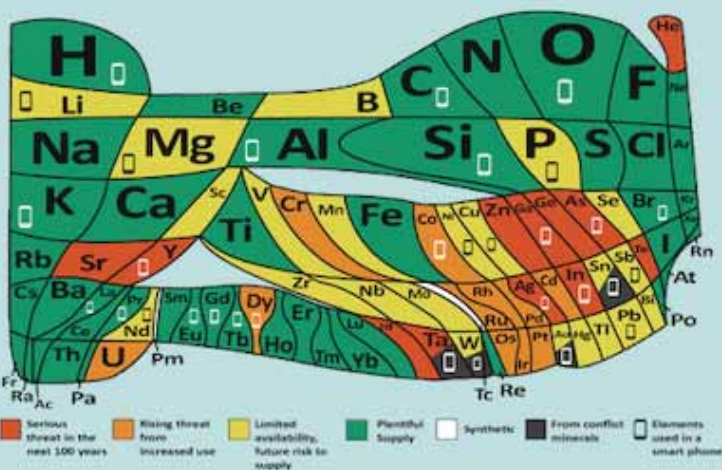 H He
Li Be B C N O F Ne
Na Mg Al Si P S Cl Ar
K Ca Sc Ti V Cr Mn Fe Co Ni Cu Zn Ga Ge As Se Br Kr
Rb Sr Y Zr Nb Mo Tc Ru Rh Pd Ag Cd In Sn Sb Te I Xe
Cs Ba La Ce Pr Nd Pm Sm Eu Gd Tb Dy Ho Er Tm Yb Lu Hf Ta W Re Os Ir Pt Au Hg Tl Pb Bi Po At Rn
Fr Ra Ac Th Pa U
Serious
threat in the
next 100 years
Rising threat
from
increased use
Limited
availability,
future risk to
supply
Plentiful
Supply
Synthetic
From conflict
minerals
Elements
used in a
smart phone